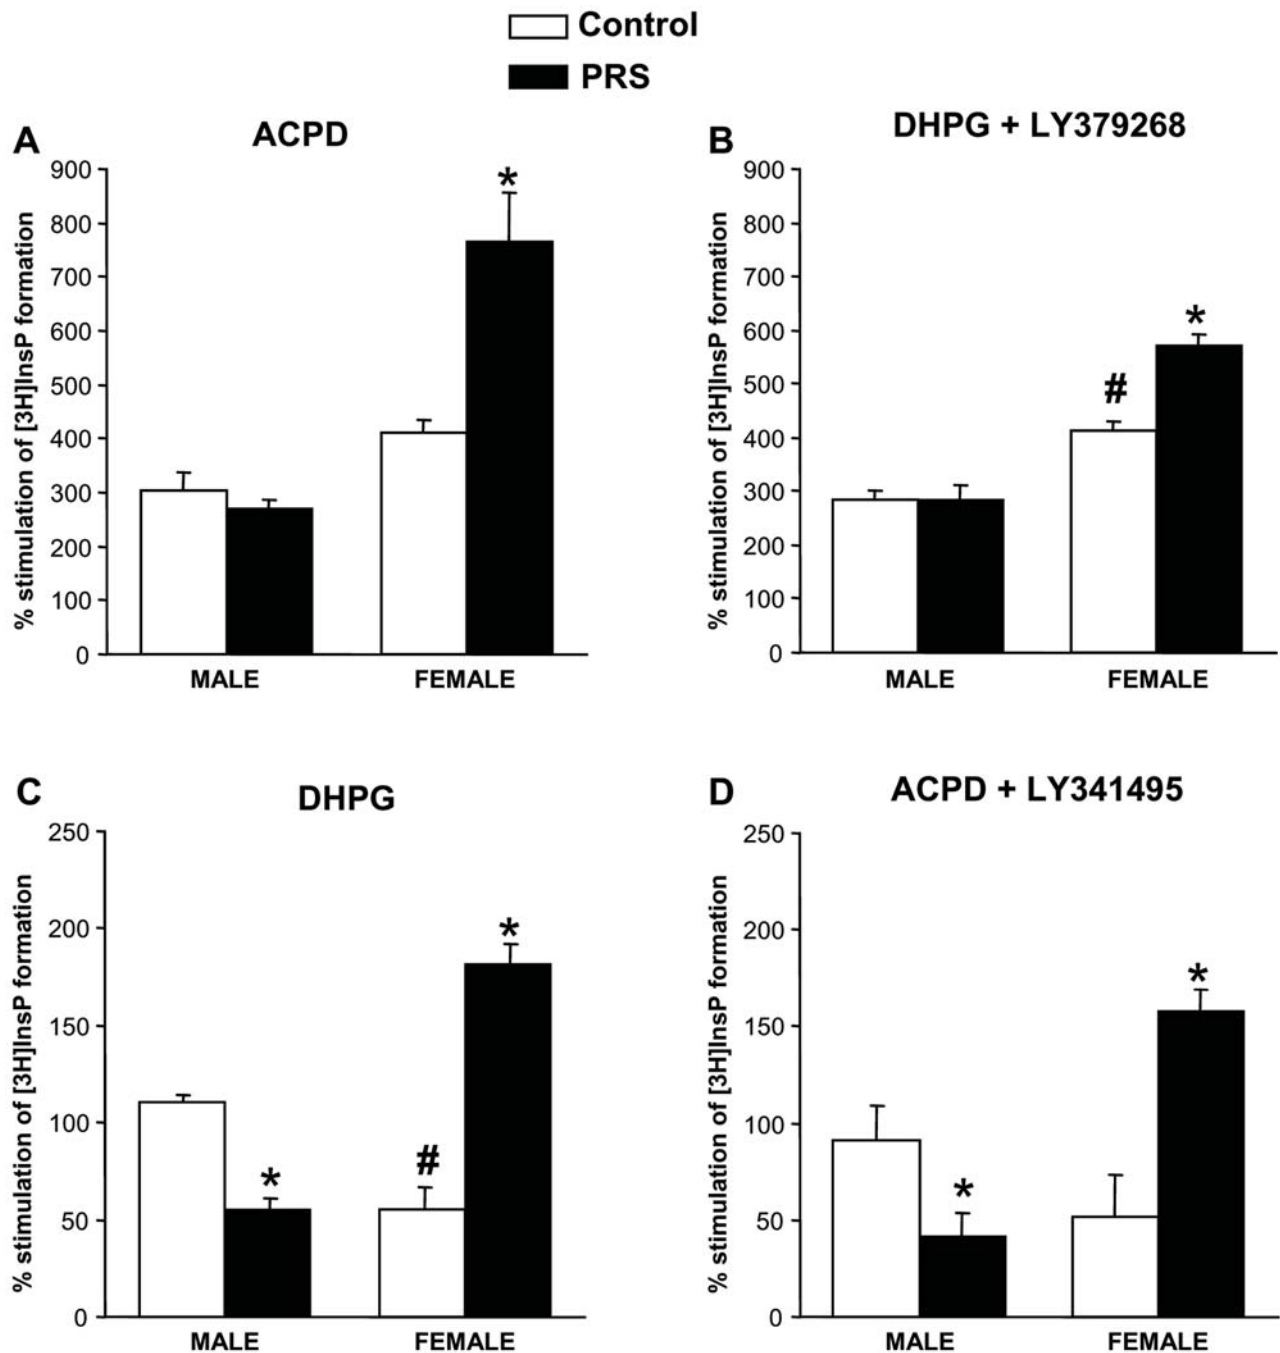 Control
PRS
A
ACPD
% stimulation of [3H]InsP formation
900
800
700
600
500
400
300
200
100
0
*
MALE
FEMALE
B
DHPG + LY379268
% stimulation of [3H]InsP formation
900
800
700
600
500
400
300
200
100
0
#
*
MALE
FEMALE
C
DHPG
% stimulation of [3H]InsP formation
250
200
150
100
50
0
*
#
*
MALE
FEMALE
D
ACPD + LY341495
% stimulation of [3H]InsP formation
250
200
150
100
50
0
*
*
MALE
FEMALE